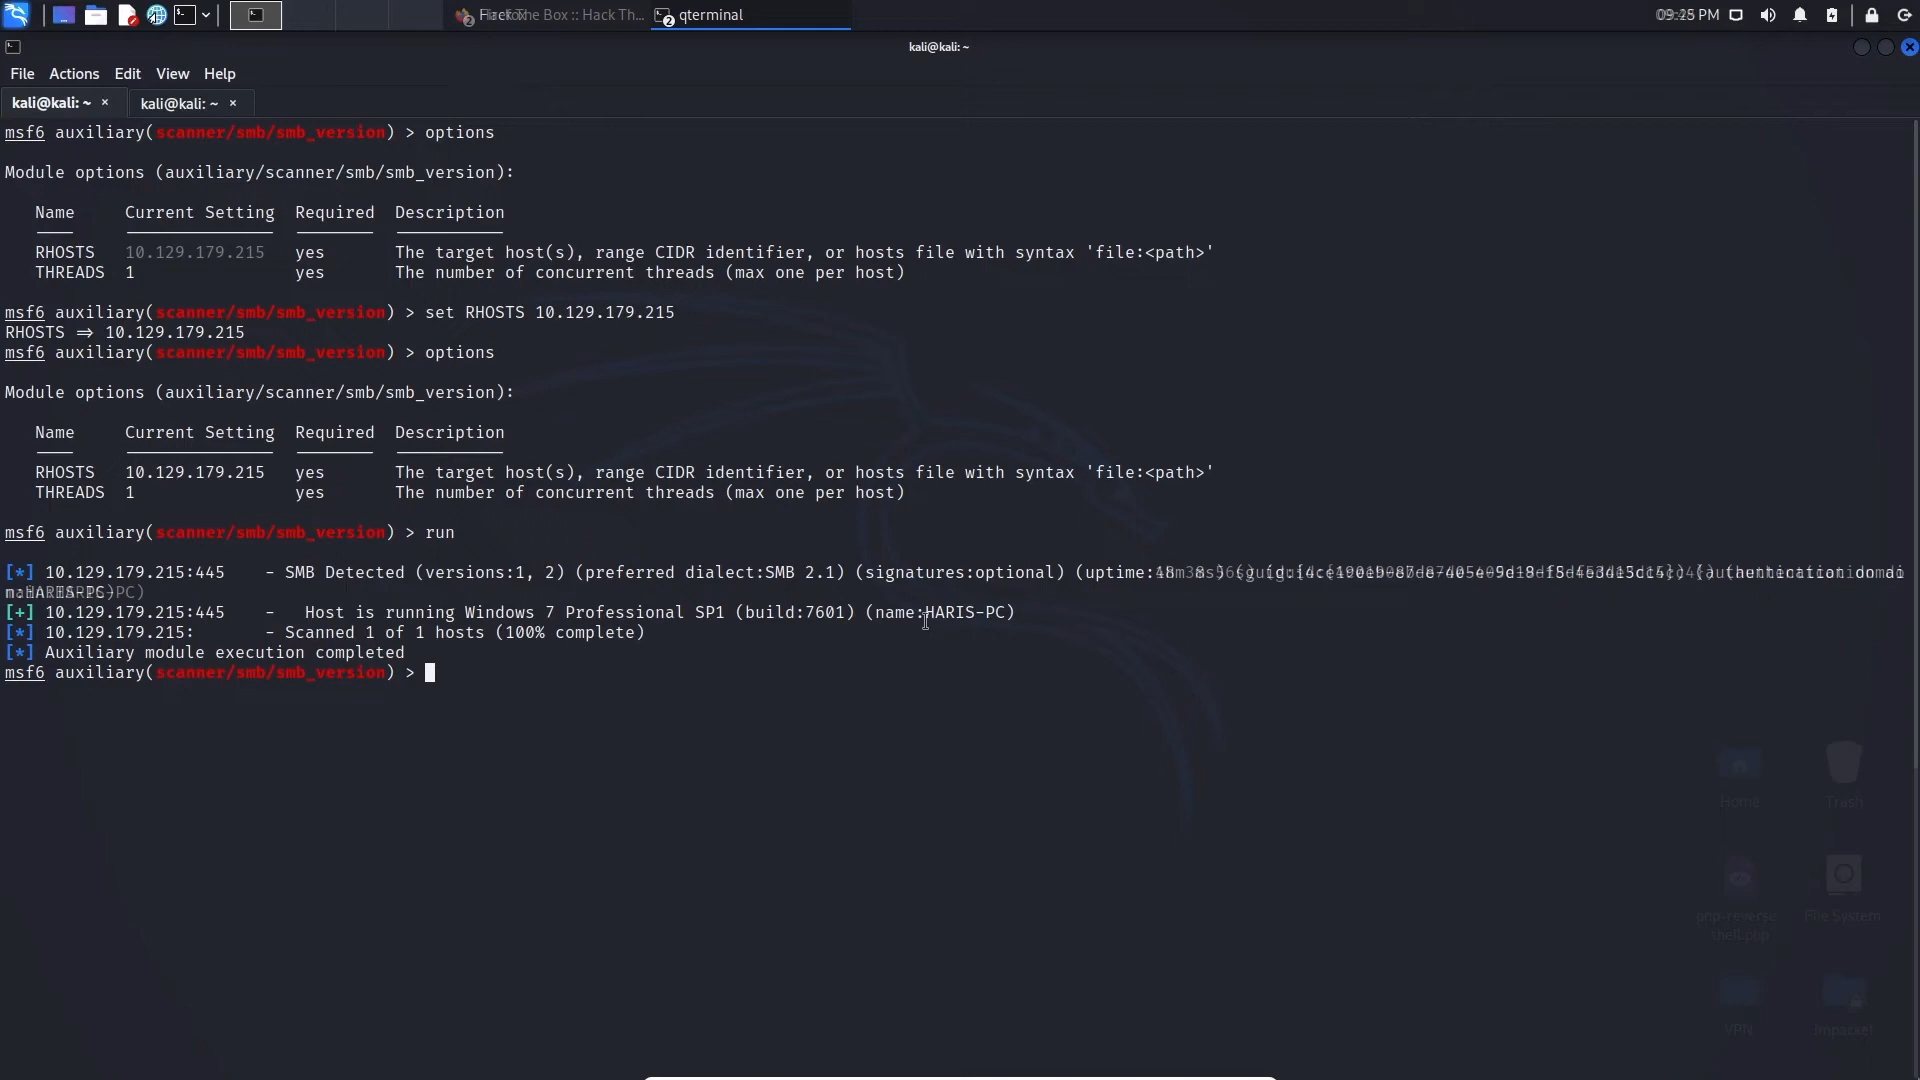 The Box :: Hack Th...
qterminal
PM
kali@kali: ~
File Actions Edit View Help
kali@kali: ~ ×
kali@kali: ~ ×
msf6 auxiliary(scanner/smb/smb_version) > options
Module options (auxiliary/scanner/smb/smb_version):
Name Current Setting Required Description
RHOSTS 10.129.179.215 yes The target host(s), range CIDR identifier, or hosts file with syntax 'file:<path>'
THREADS 1 yes The number of concurrent threads (max one per host)
msf6 auxiliary(scanner/smb/smb_version) > set RHOSTS 10.129.179.215
RHOSTS ⇒ 10.129.179.215
msf6 auxiliary(scanner/smb/smb_version) > options
Module options (auxiliary/scanner/smb/smb_version):
Name Current Setting Required Description
RHOSTS 10.129.179.215 yes The target host(s), range CIDR identifier, or hosts file with syntax 'file:<path>'
THREADS 1 yes The number of concurrent threads (max one per host)
msf6 auxiliary(scanner/smb/smb_version) > run
[*] 10.129.179.215:445 - SMB Detected (versions:1, 2) (preferred dialect:SMB 2.1) (signatures:optional) (uptime:
[+] 10.129.179.215:445 - Host is running Windows 7 Professional SP1 (build:7601) (name:HARIS-PC)
[*] 10.129.179.215: - Scanned 1 of 1 hosts (100% complete)
[*] Auxiliary module execution completed
msf6 auxiliary(scanner/smb/smb_version) >
Home
Trash
php-reverse
shell.php
File System
VPN
Impacket